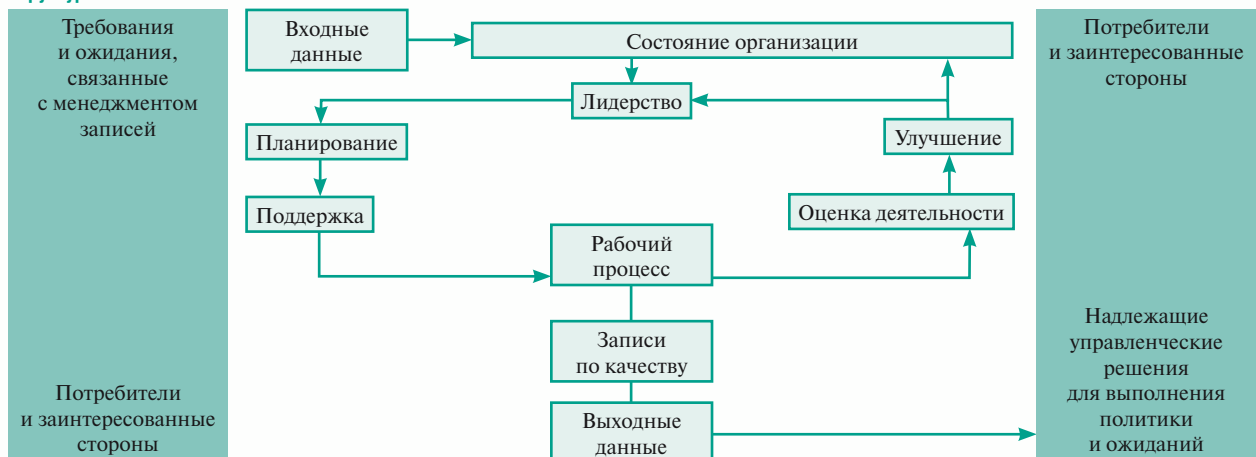 Требования
и ожидания,
связанные
с менеджментом
записей
Потребители
и заинтересованные
стороны
Входные
данные
Состояние организации
Лидерство
Планирование
Поддержка
Рабочий
процесс
Записи
по качеству
Выходные
данные
Улучшение
Оценка деятельности
Потребители
и заинтересованные
стороны
Надлежащие
управленческие
решения
для выполнения
политики
и ожиданий